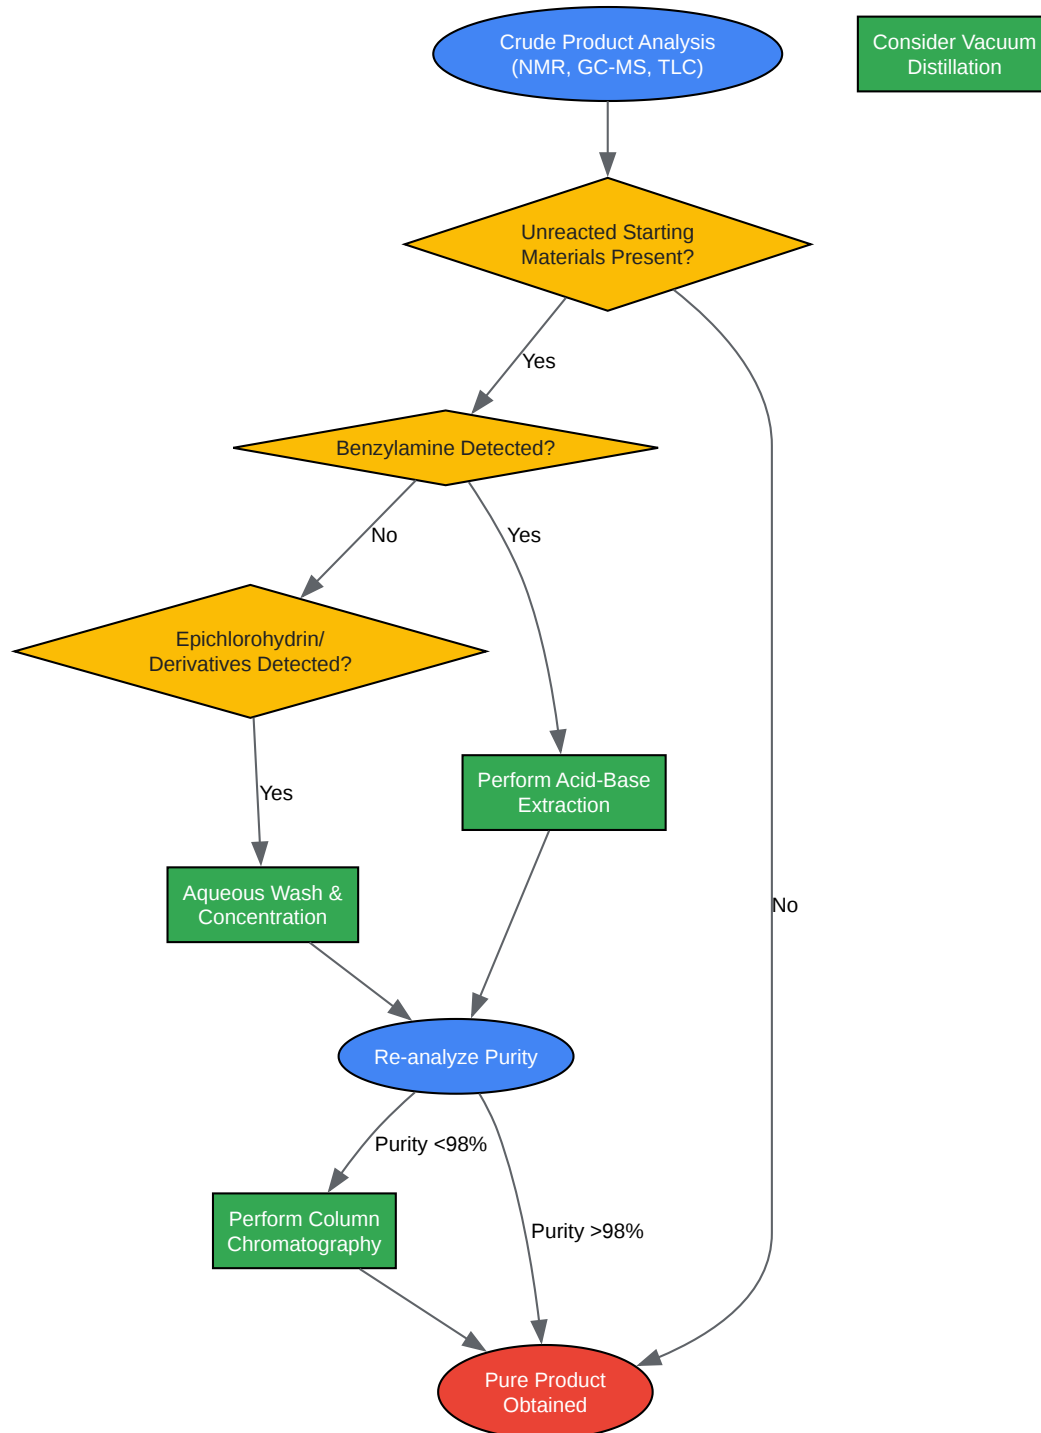 Crude Product Analysis
(NMR, GC-MS, TLC)
Consider Vacuum
Distillation
Unreacted Starting
Materials Present?
Yes
Benzylamine Detected?
No
Yes
Epichlorohydrin/
Derivatives Detected?
Perform Acid-Base
Extraction
Yes
Aqueous Wash &
Concentration
No
Re-analyze Purity
Purity <98%
Perform Column
Chromatography
Purity >98%
Pure Product
Obtained